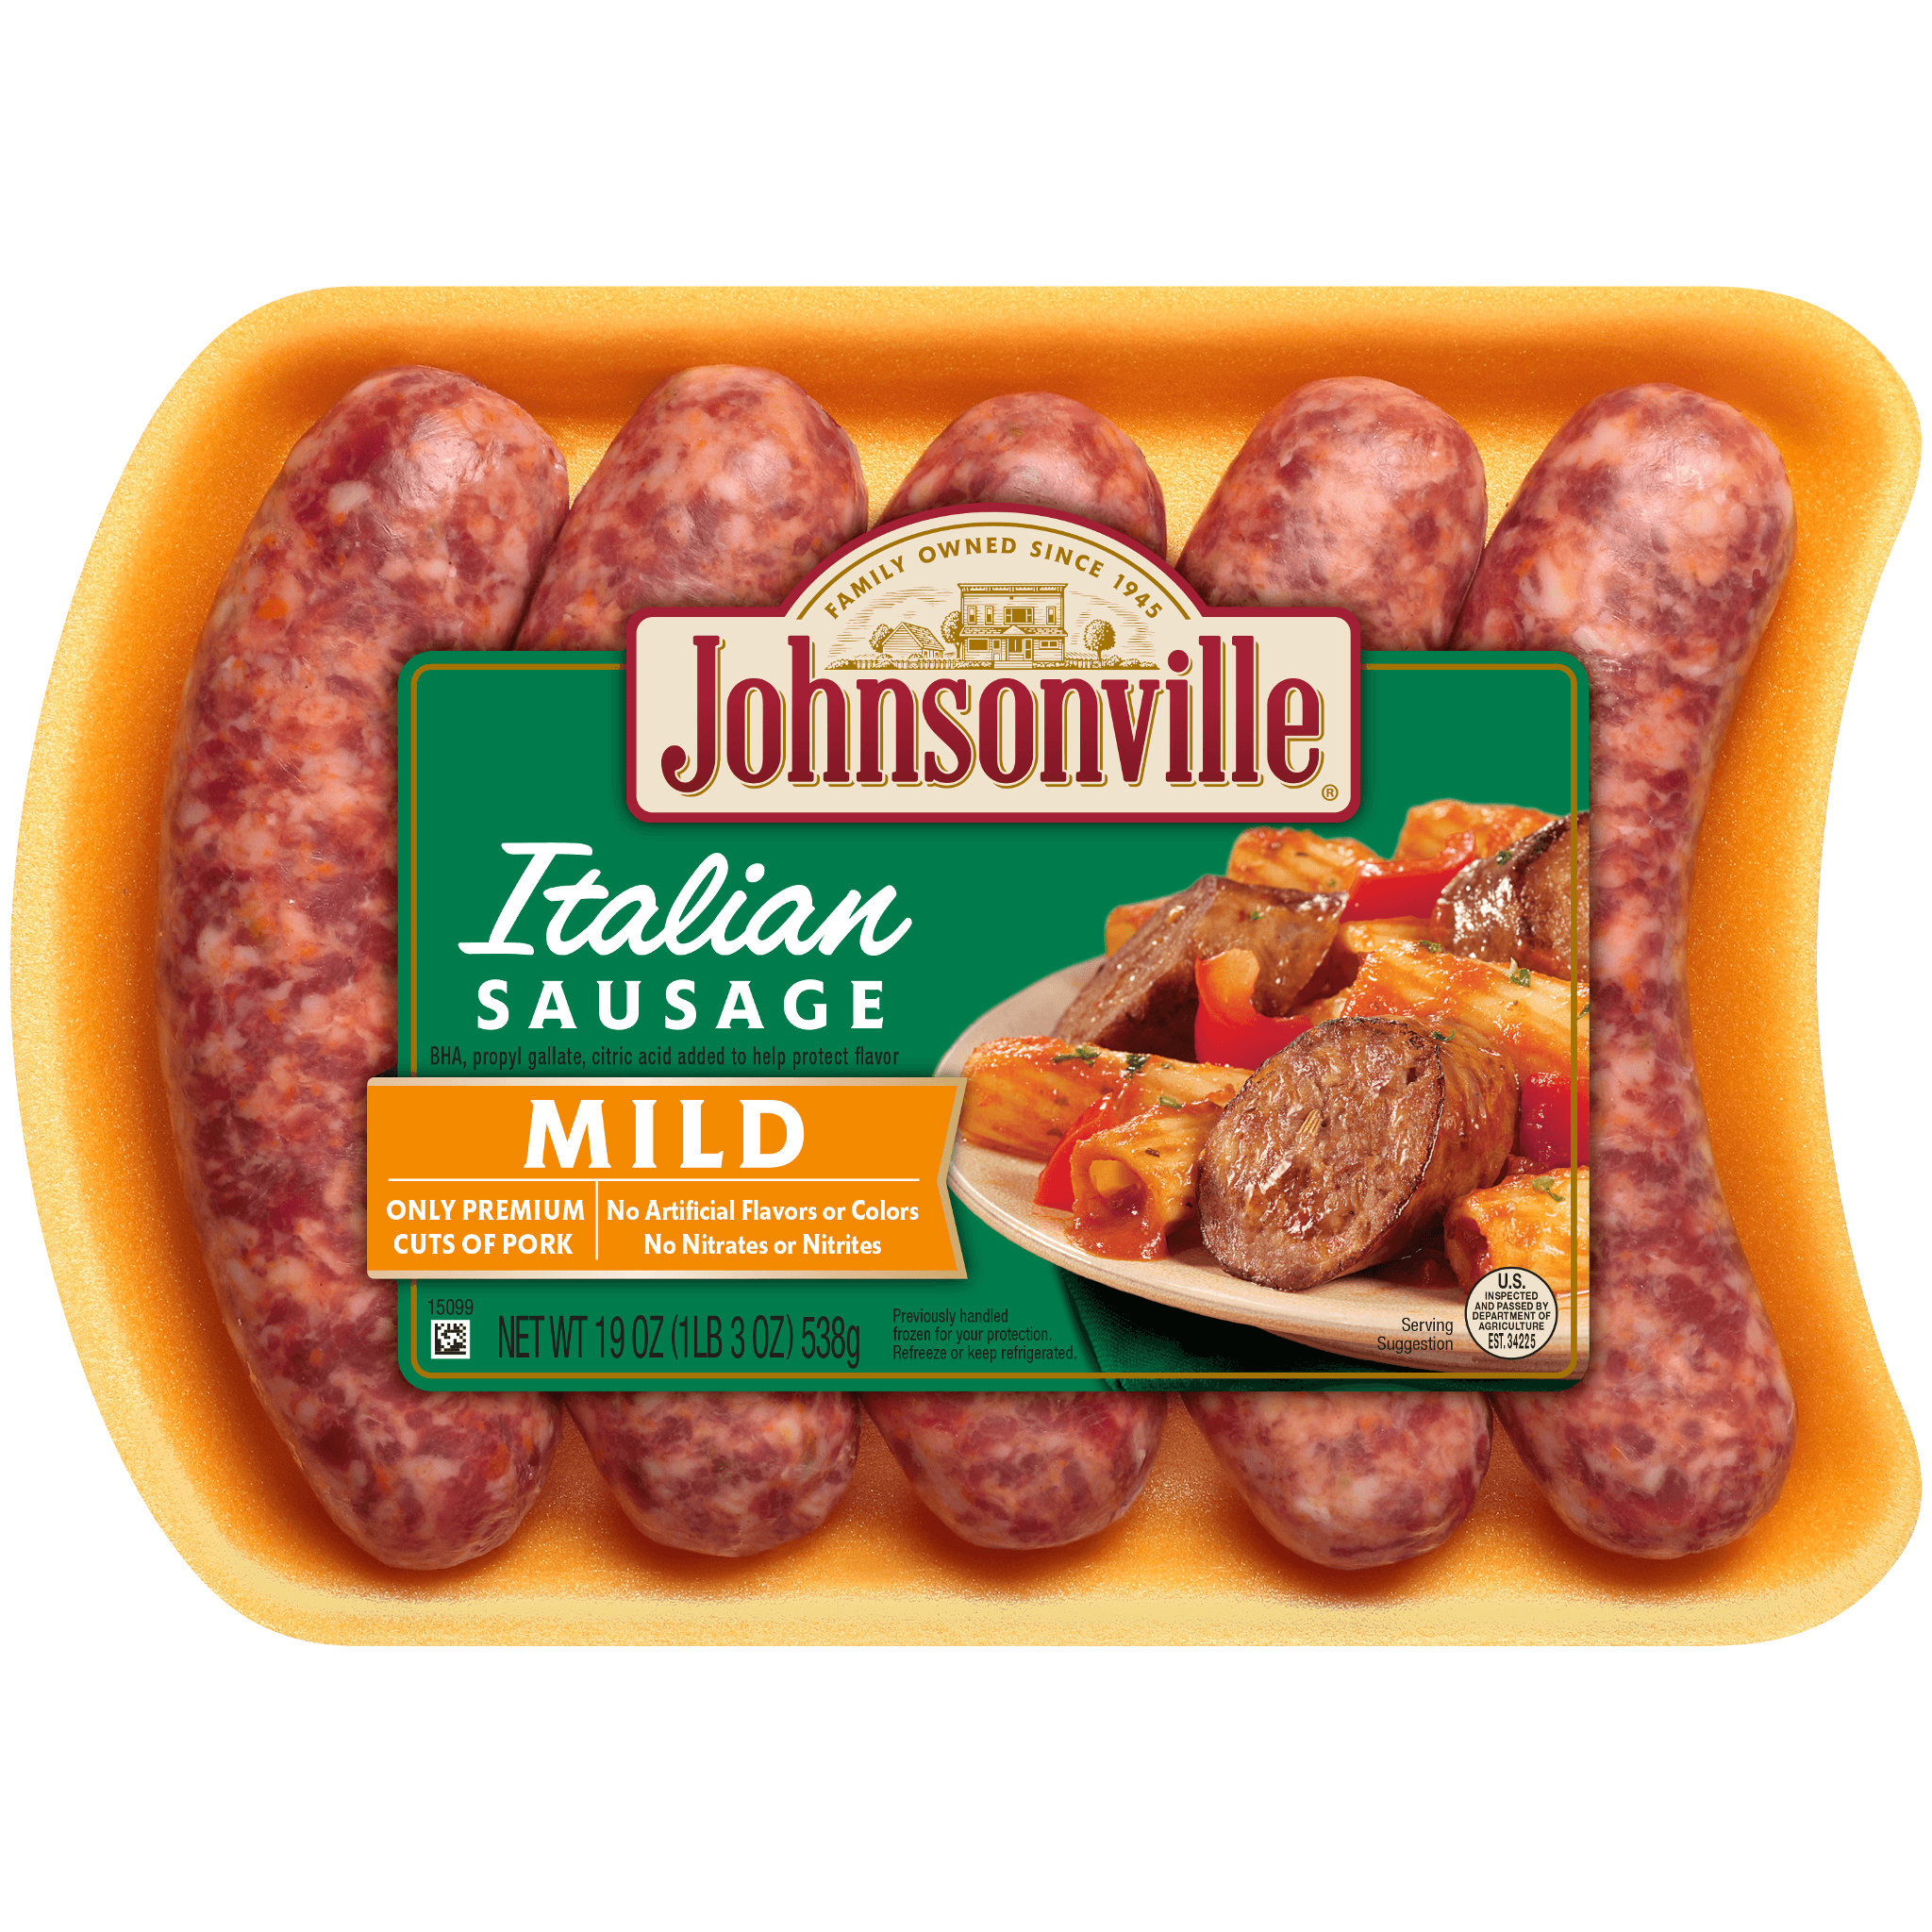 FAMILY OWNED SINCE 1945
Johnsonville
®
Italian
SAUSAGE
BHA, propyl gallate, citric acid added to help protect flavor
MILD
ONLY PREMIUM
CUTS OF PORK
No Artificial Flavors or Colors
No Nitrates or Nitrites
15099
NET WT 19 OZ (1LB 3 OZ) 538g
Previously handled
frozen for your protection.
Refreeze or keep refrigerated.
Serving
Suggestion
U.S.
INSPECTED
AND PASSED BY
DEPARTMENT OF
AGRICULTURE
EST. 34225